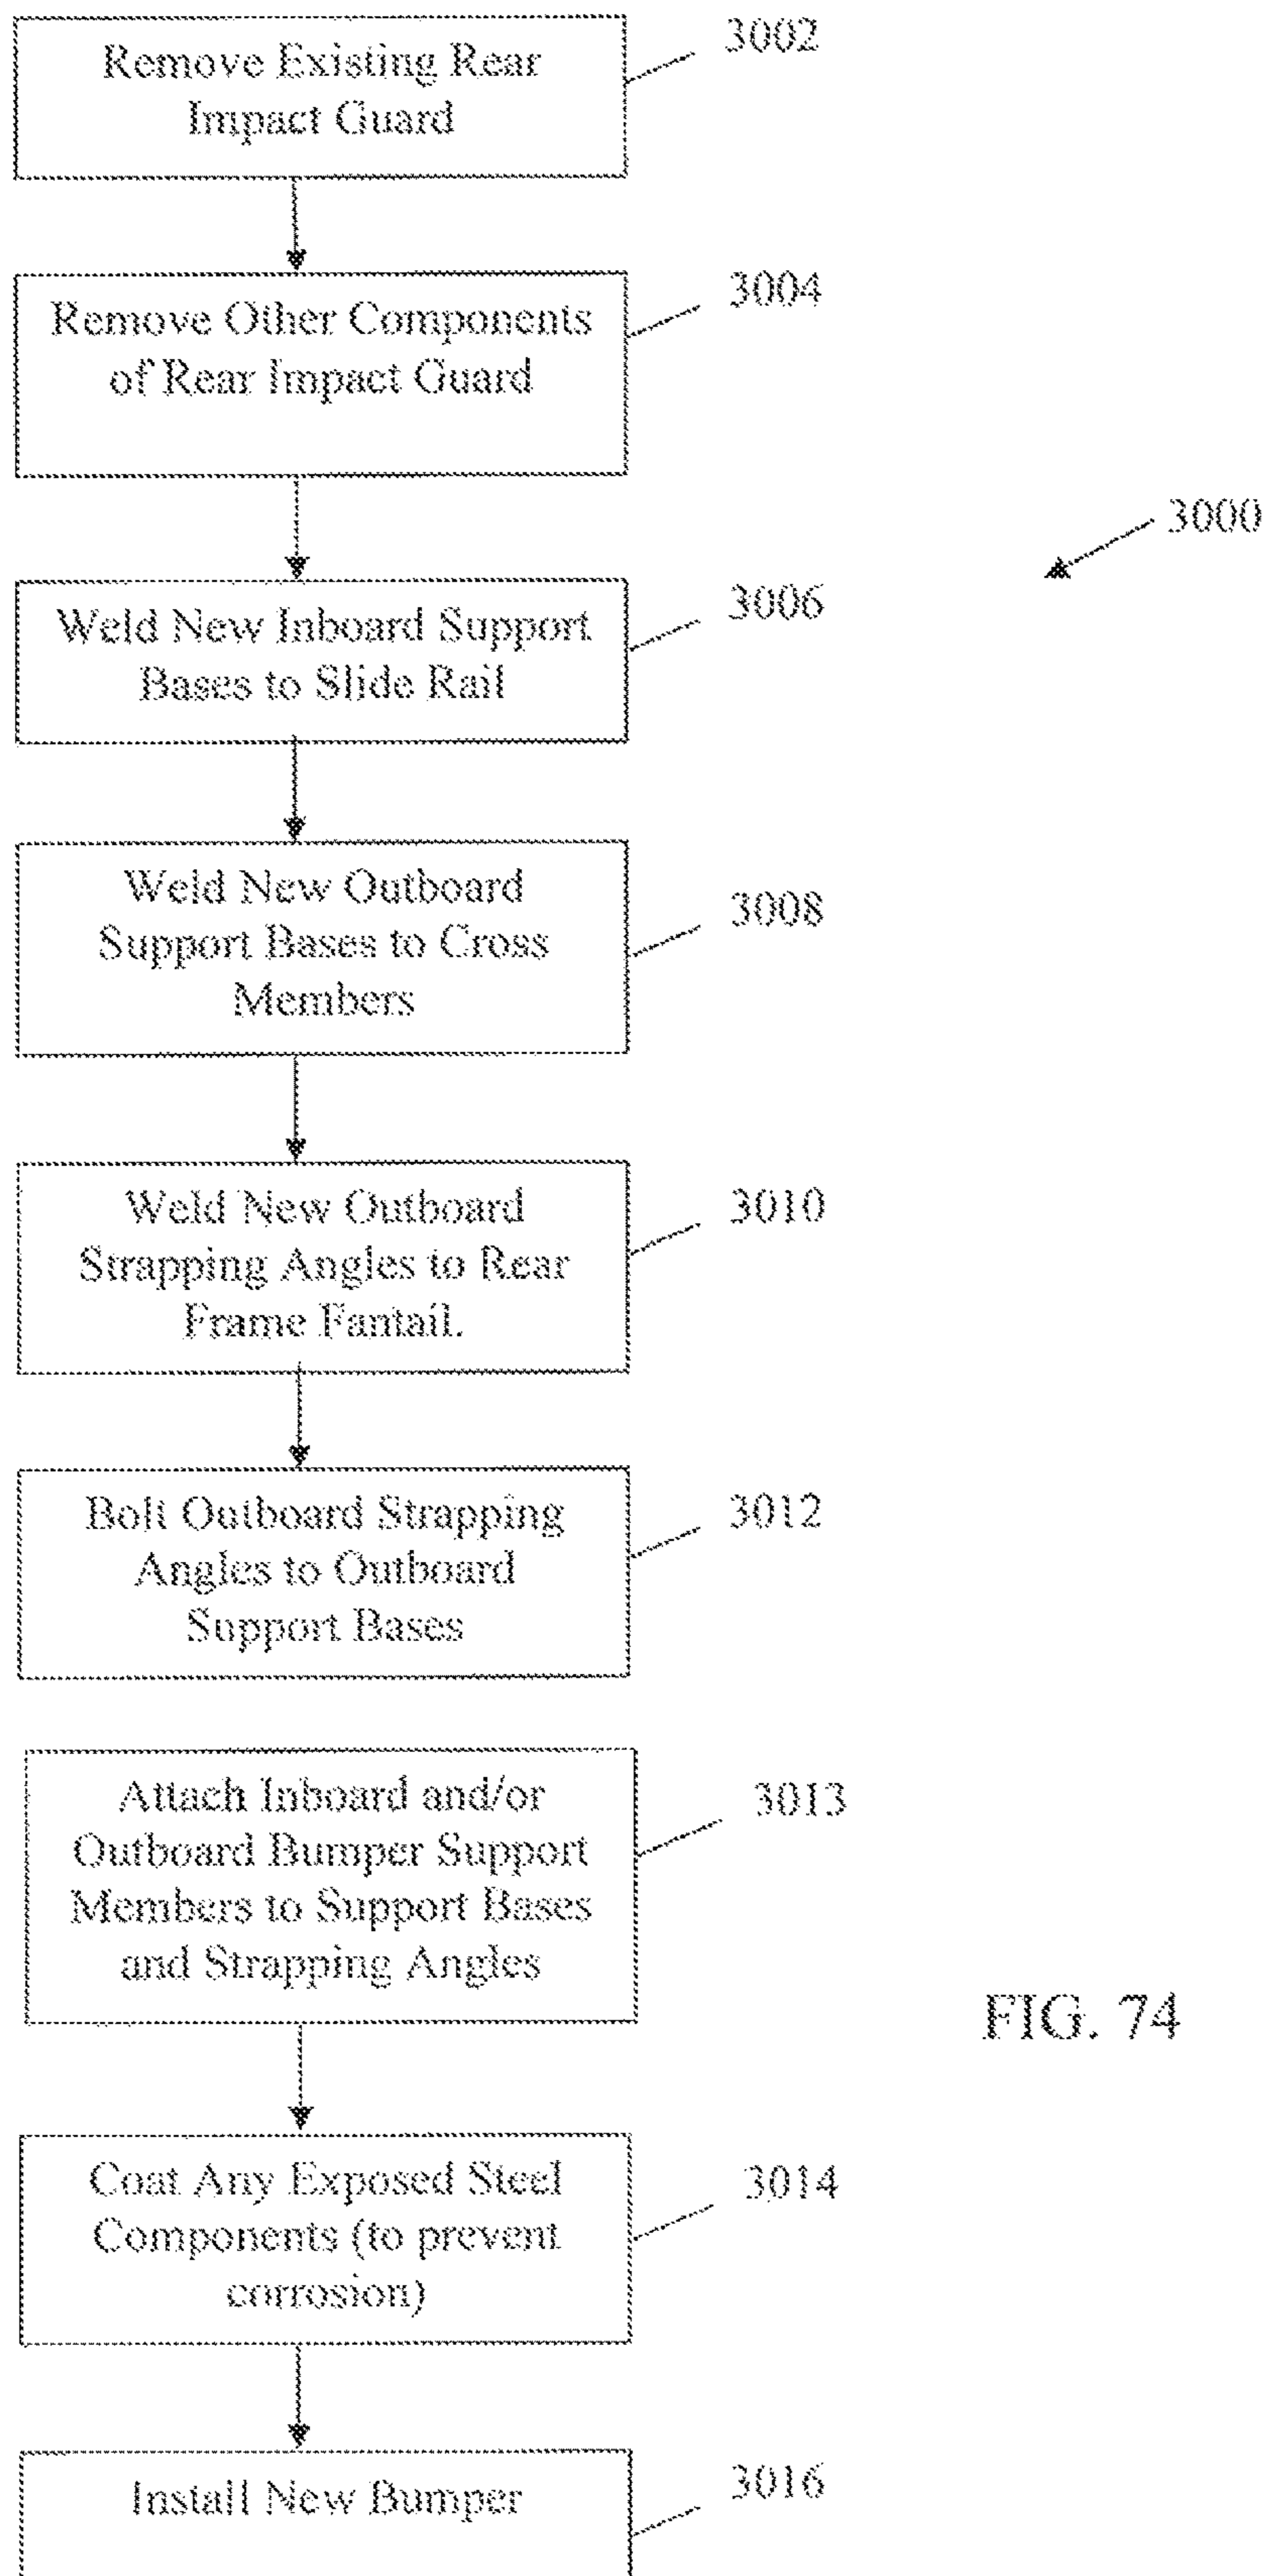 Remove Existing Rear
Impact Guard
3002
Remove Other Components
of Rear Impact Guard
3004
3000
Weld New Inboard Support
Bases to Slide Rail
3006
Weld New Outboard
Support Bases to Cross
Members
3008
Weld New Outboard
Strapping Angles to Rear
Frame Fantail.
3010
Bolt Outboard Strapping
Angles to Outboard
Support Bases
3012
Attach Inboard and/or
Outboard Bumper Support
Members to Support Bases
and Strapping Angles
3013
FIG. 74
Coat Any Exposed Steel
Components (to prevent
corrosion)
3014
Install New Bumper
3016